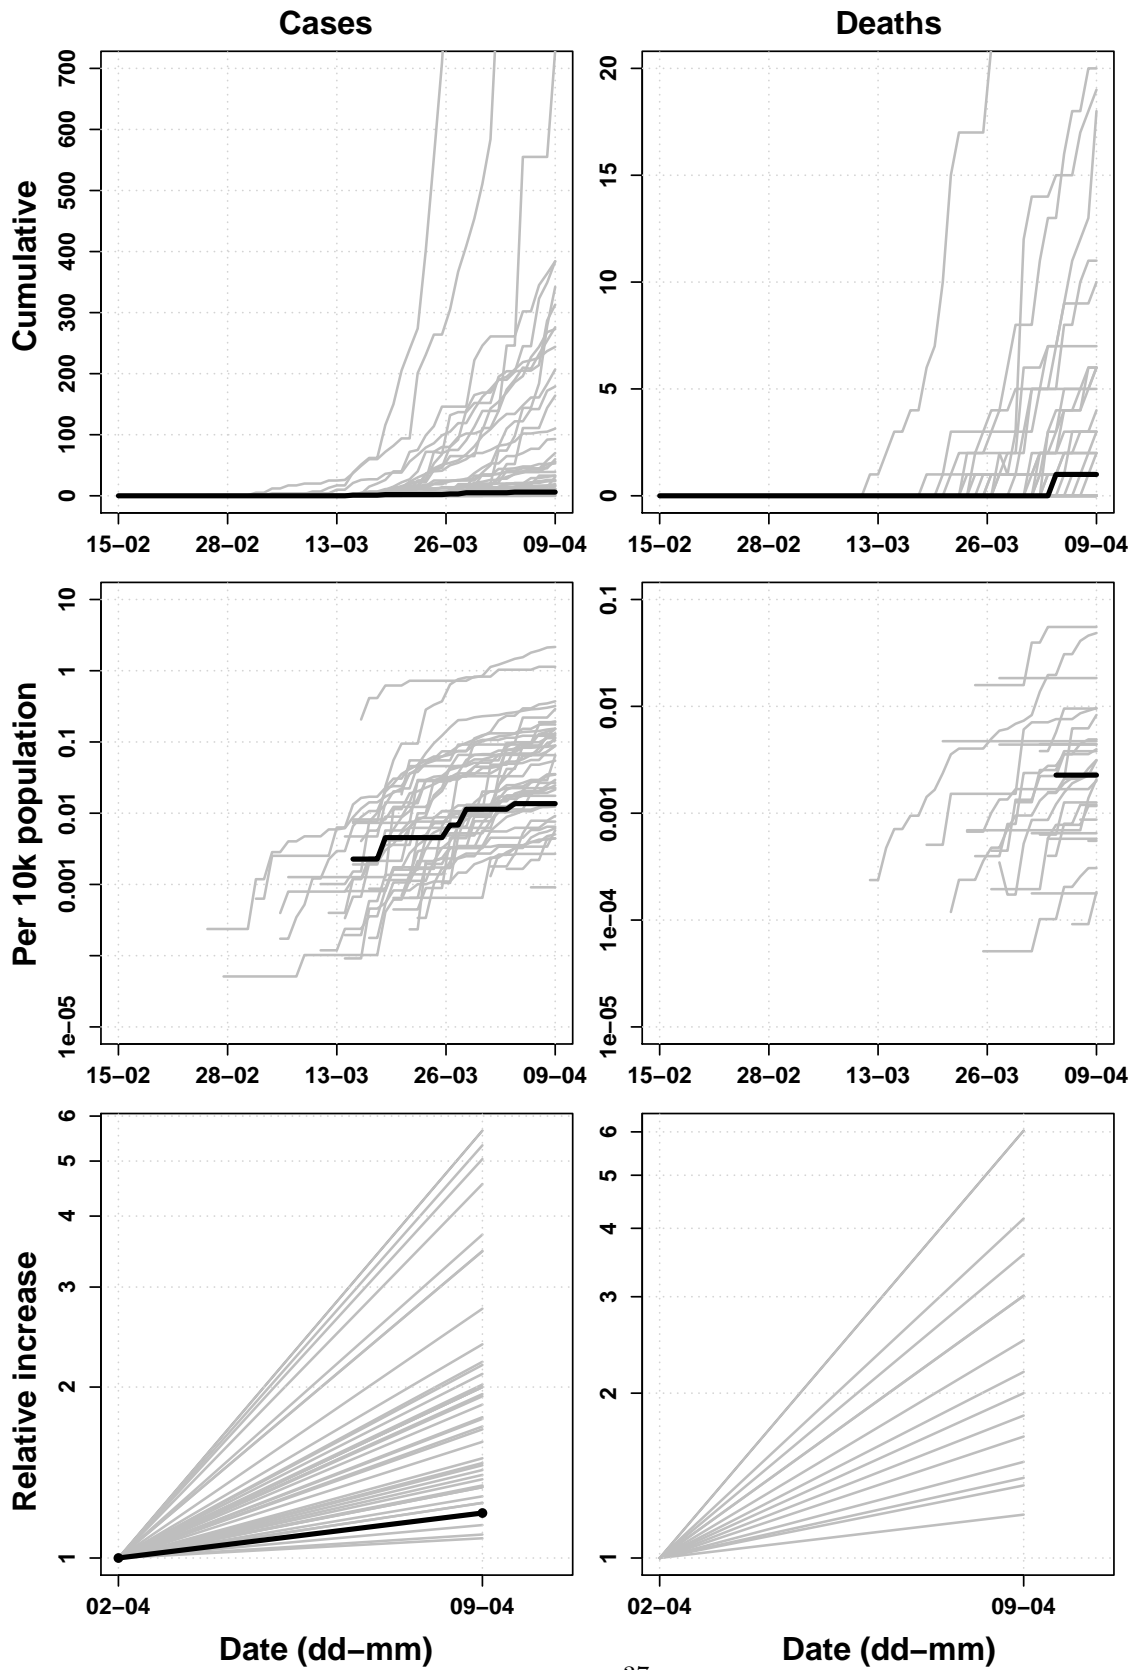 Cases
Deaths
Cumulative
0 100 200 300 400 500 600 700
15−02 28−02 13−03 26−03 09−04
0 5 10 15 20
15−02 28−02 13−03 26−03 09−04
Per 10k population
1e−05 0.001 0.01 0.1 1 10
15−02 28−02 13−03 26−03 09−04
1e−05 1e−04 0.001 0.01 0.1
15−02 28−02 13−03 26−03 09−04
Relative increase
1 2 3 4 5 6
02−04 09−04
Date (dd−mm)
1 2 3 4 5 6
02−04 09−04
Date (dd−mm)